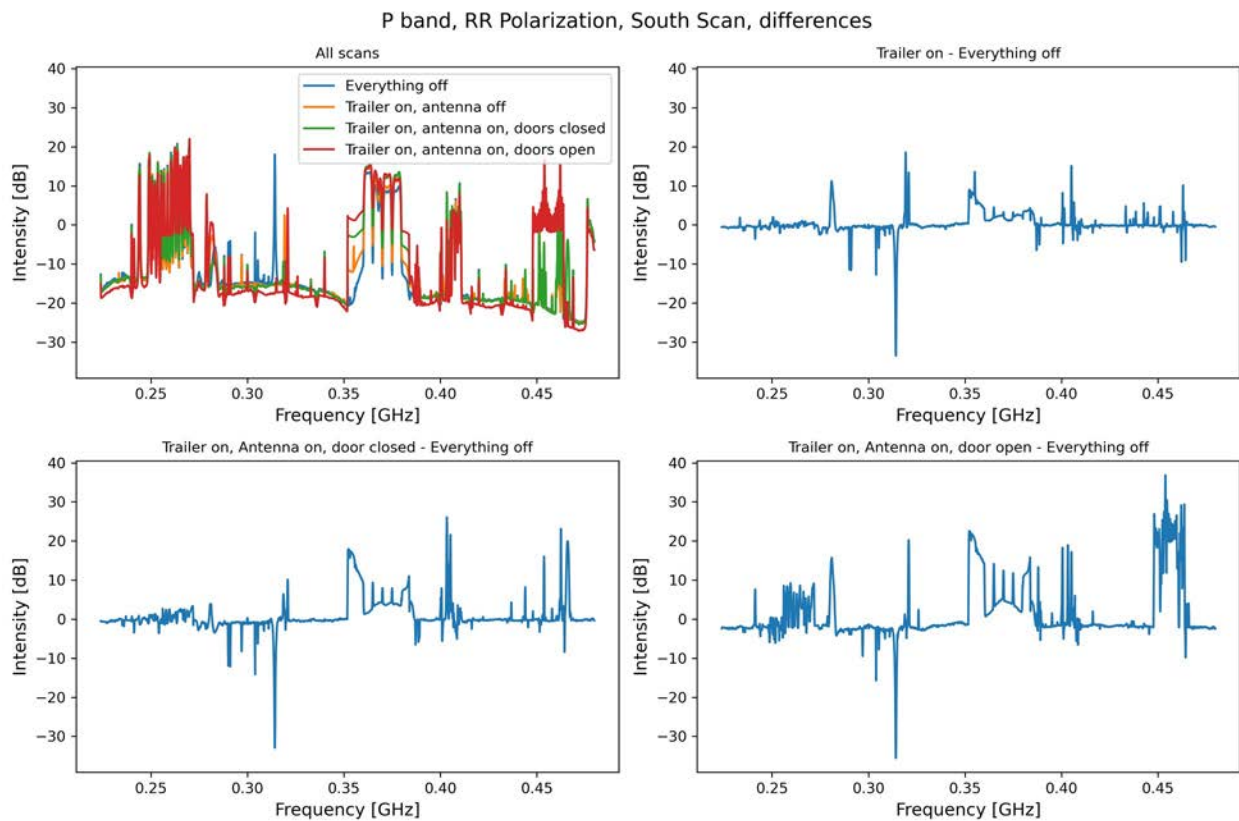 P band, RR Polarization, South Scan, differences
All scans
Intensity [dB]
40
30
20
10
0
−10
−20
−30
Everything off
Trailer on, antenna off
Trailer on, antenna on, doors closed
Trailer on, antenna on, doors open
0.25 0.30 0.35 0.40 0.45
Frequency [GHz]
Trailer on - Everything off
Intensity [dB]
40
30
20
10
0
−10
−20
−30
0.25 0.30 0.35 0.40 0.45
Frequency [GHz]
Trailer on, Antenna on, door closed - Everything off
Intensity [dB]
40
30
20
10
0
−10
−20
−30
0.25 0.30 0.35 0.40 0.45
Frequency [GHz]
Trailer on, Antenna on, door open - Everything off
Intensity [dB]
40
30
20
10
0
−10
−20
−30
0.25 0.30 0.35 0.40 0.45
Frequency [GHz]